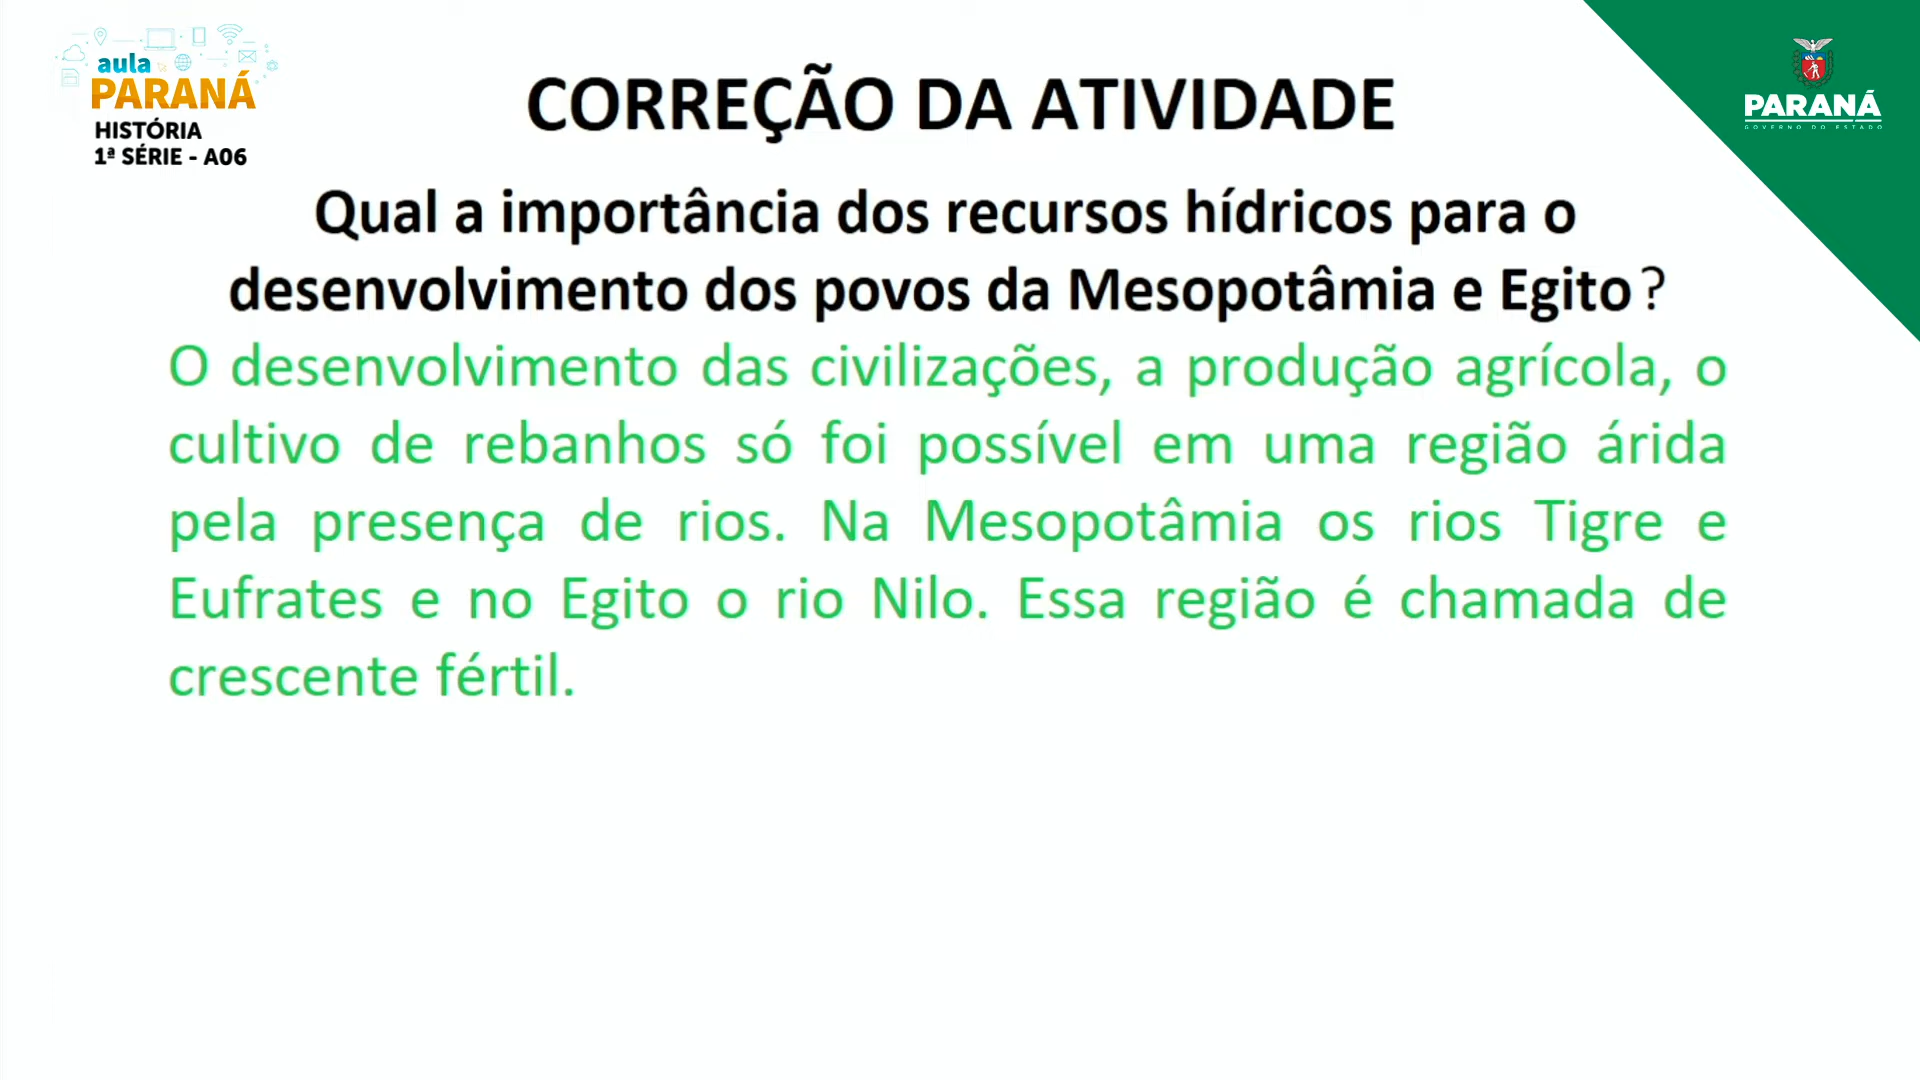 aula
PARANÁ
HISTÓRIA
1ª SÉRIE - A06
PARANÁ
GOVERNO DO ESTADO
CORREÇÃO DA ATIVIDADE
Qual a importância dos recursos hídricos para o
desenvolvimento dos povos da Mesopotâmia e Egito?
O desenvolvimento das civilizações, a produção agrícola, o
cultivo de rebanhos só foi possível em uma região árida
pela presença de rios. Na Mesopotâmia os rios Tigre e
Eufrates e no Egito o rio Nilo. Essa região é chamada de
crescente fértil.